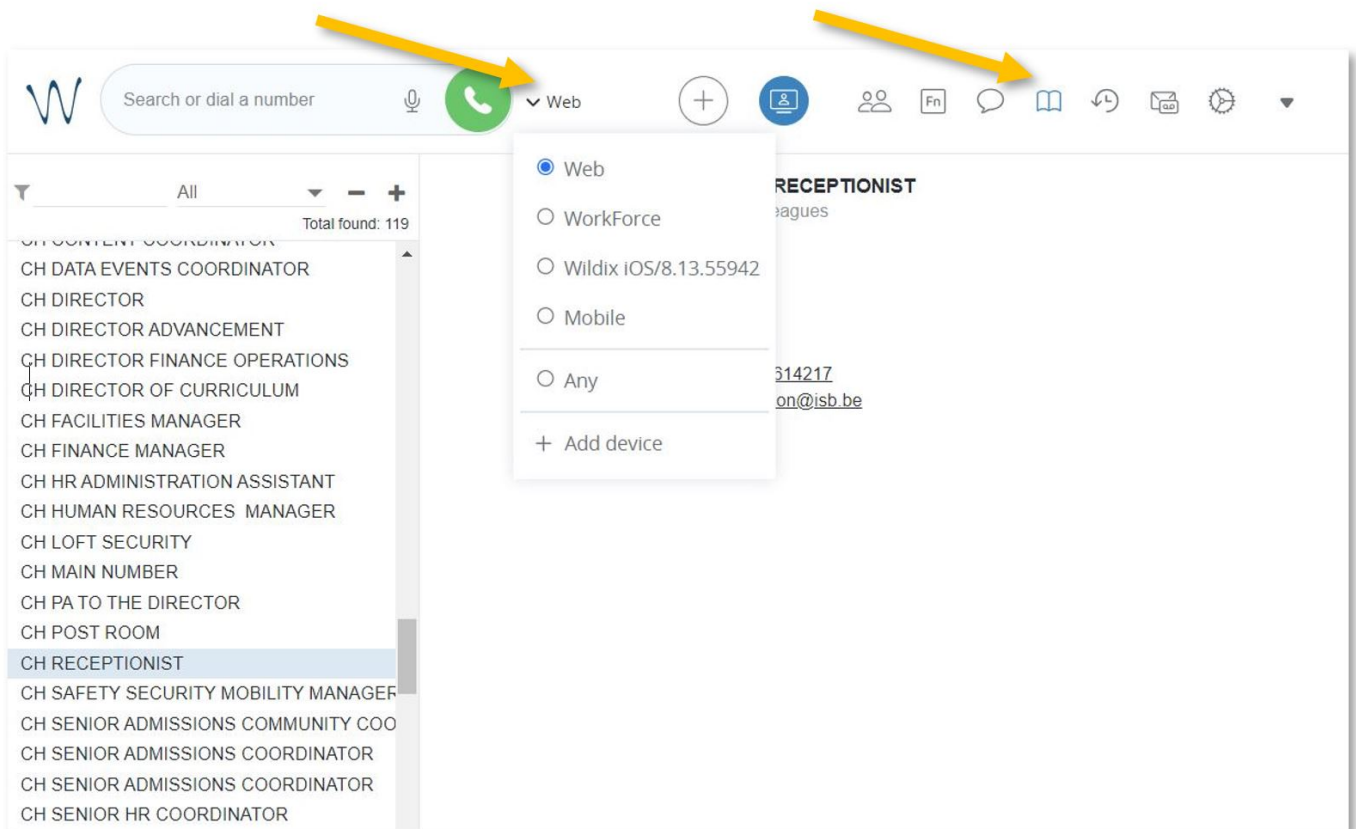 Search or dial a number
Web
Fn
All
Total found: 119
CH CONTENT COORDINATOR
CH DATA EVENTS COORDINATOR
CH DIRECTOR
CH DIRECTOR ADVANCEMENT
CH DIRECTOR FINANCE OPERATIONS
CH DIRECTOR OF CURRICULUM
CH FACILITIES MANAGER
CH FINANCE MANAGER
CH HR ADMINISTRATION ASSISTANT
CH HUMAN RESOURCES MANAGER
CH LOFT SECURITY
CH MAIN NUMBER
CH PA TO THE DIRECTOR
CH POST ROOM
CH RECEPTIONIST
CH SAFETY SECURITY MOBILITY MANAGER
CH SENIOR ADMISSIONS COMMUNITY COO
CH SENIOR ADMISSIONS COORDINATOR
CH SENIOR ADMISSIONS COORDINATOR
CH SENIOR HR COORDINATOR
Web
WorkForce
Wildix iOS/8.13.55942
Mobile
Any
+ Add device
RECEPTIONIST
eagues
614217
on@isb.be